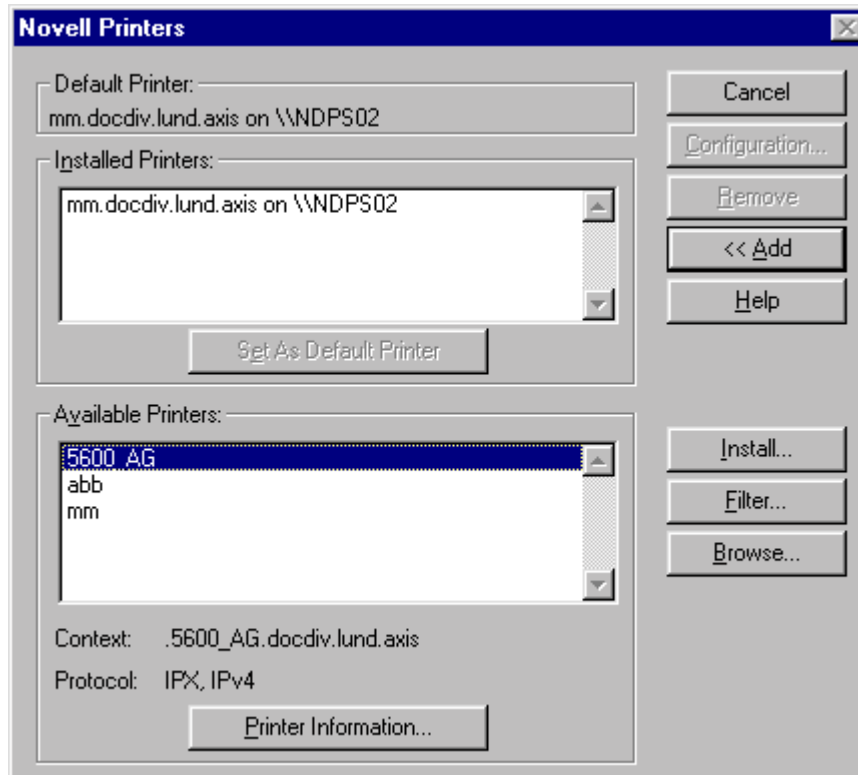 Novell Printers
Default Printer:
mm.docdiv.lund.axis on \\NDPS02
Cancel
Configuration...
Installed Printers:
mm.docdiv.lund.axis on \\NDPS02
Remove
<< Add
Help
Set As Default Printer
Available Printers:
5600_AG
abb
mm
Install...
Filter...
Browse...
Context: .5600_AG.docdiv.lund.axis
Protocol: IPX, IPv4
Printer Information...